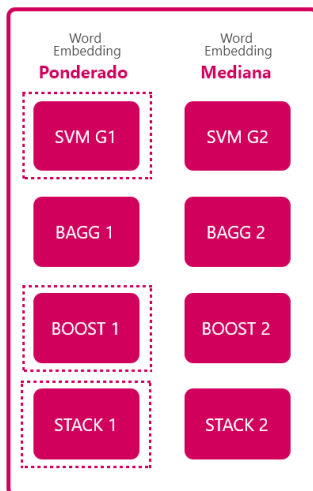 Word
Embedding
Ponderado
SVM G1
BAGG 1
BOOST 1
STACK 1
Word
Embedding
Mediana
SVM G2
BAGG 2
BOOST 2
STACK 2